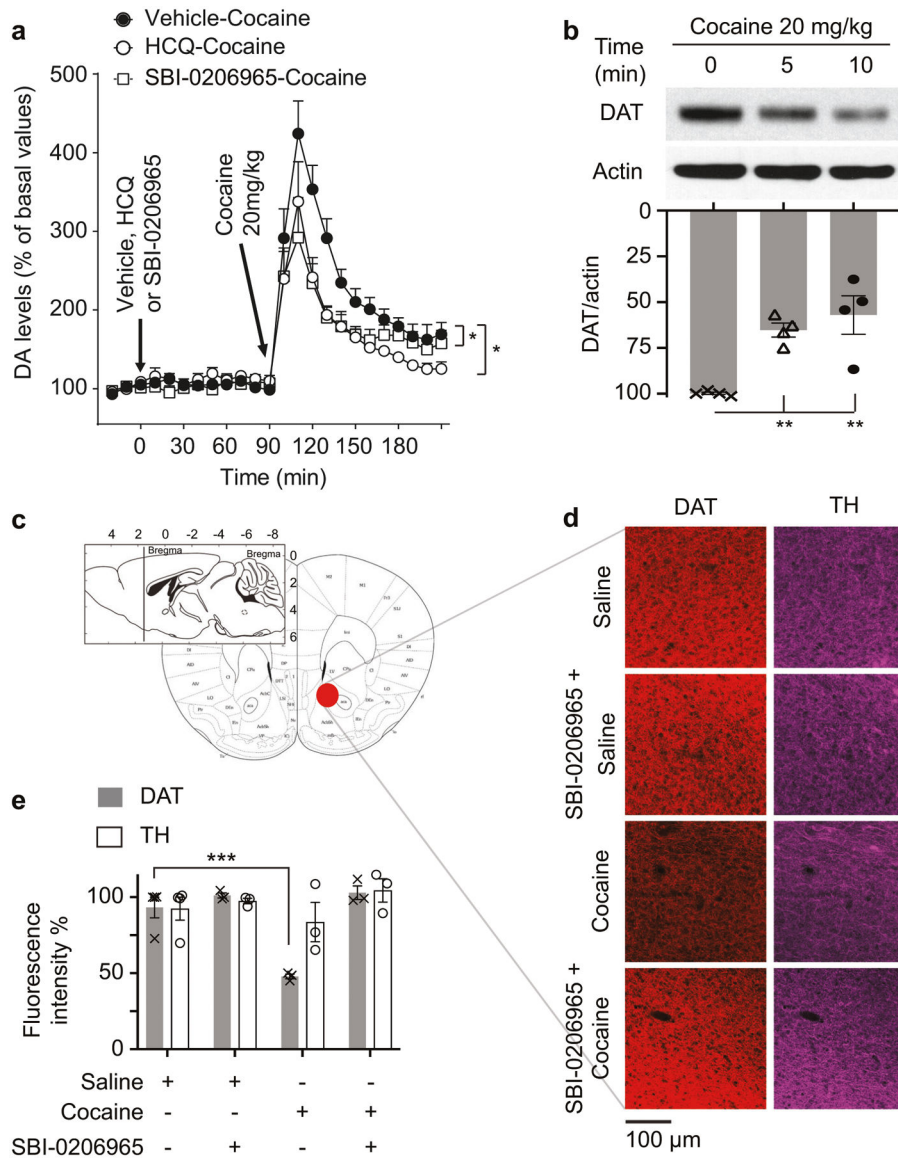 a
Vehicle-Cocaine
HCQ-Cocaine
SBI-0206965-Cocaine
DA levels (% of basal values)
500
400
300
200
100
Vehicle, HCQ
or SBI-0206965
Cocaine
20mg/kg
*
*
0 30 60 90 120 150 180
Time (min)
b
Cocaine 20 mg/kg
Time
(min)
0 5 10
DAT
Actin
DAT/actin
0
50
75
100
** **
c
4 2 0 -2 -4 -6 -8
Bregma Bregma
0
2
4
6
d
DAT TH
Saline
SBI-0206965 +
Saline
Cocaine
SBI-0206965 +
Cocaine
100 µm
e
DAT
TH
***
Fluorescence
intensity %
100
50
0
Saline + + - -
Cocaine - - + +
SBI-0206965 - + - +